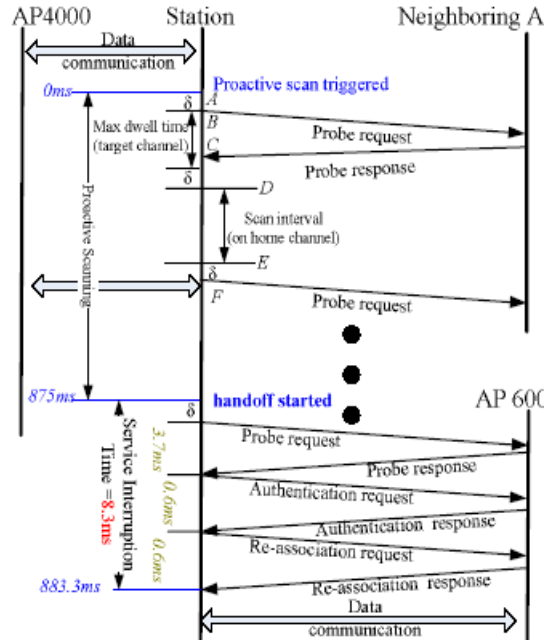 AP4000
Station
Neighboring A
Data
communication
0ms
Proactive scan triggered
δ
A
B
Max dwell time
(target channel)
C
Probe request
Probe response
δ
D
Scan interval
(on home channel)
E
δ
F
Probe request
Proactive Scanning
875ms
handoff started
AP 600
δ
Probe request
Probe response
3.7ms
Authentication request
0.6ms
Authentication response
Re-association request
0.6ms
Re-association response
Service Interruption
Time =8.3ms
883.3ms
Data
communication